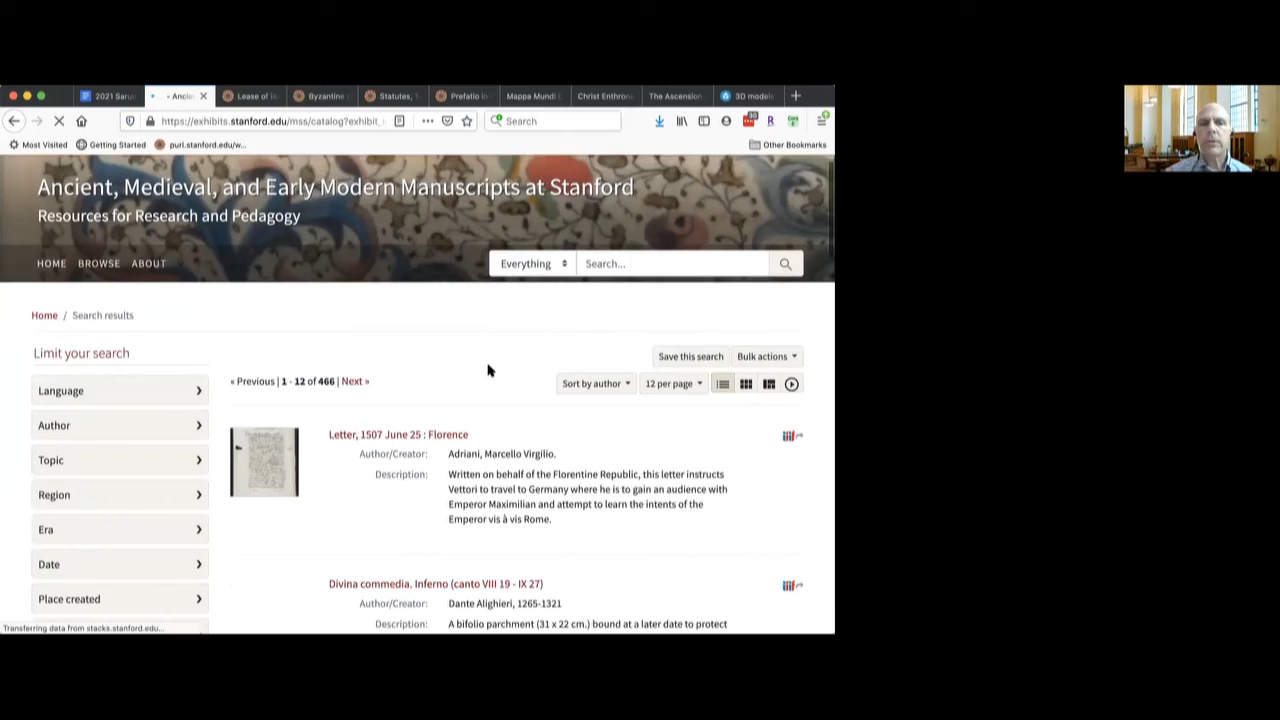 2021 Saru
Ancie
Lease of la
Byzantine
Statutes, 
Prefatio in
Mappa Mundi
Christ Enthron
The Ascension
3D models
https://exhibits.stanford.edu/mss/catalog?exhibit_i
Search
Most Visited
Getting Started
purl.stanford.edu/w...
Other Bookmarks
Ancient, Medieval, and Early Modern Manuscripts at Stanford
Resources for Research and Pedagogy
HOME BROWSE ABOUT
Everything
Search...
Home / Search results
Limit your search
Save this search
Bulk actions
« Previous | 1 - 12 of 466 | Next »
Sort by author
12 per page
Language
Author
Topic
Region
Era
Date
Place created
Letter, 1507 June 25 : Florence
iiif
Author/Creator: Adriani, Marcello Virgilio.
Description: Written on behalf of the Florentine Republic, this letter instructs
Vettori to travel to Germany where he is to gain an audience with
Emperor Maximilian and attempt to learn the intents of the
Emperor vis à vis Rome.
Divina commedia. Inferno (canto VIII 19 - IX 27)
iiif
Author/Creator: Dante Alighieri, 1265-1321
Description: A bifolio parchment (31 x 22 cm.) bound at a later date to protect
Transferring data from stacks.stanford.edu...